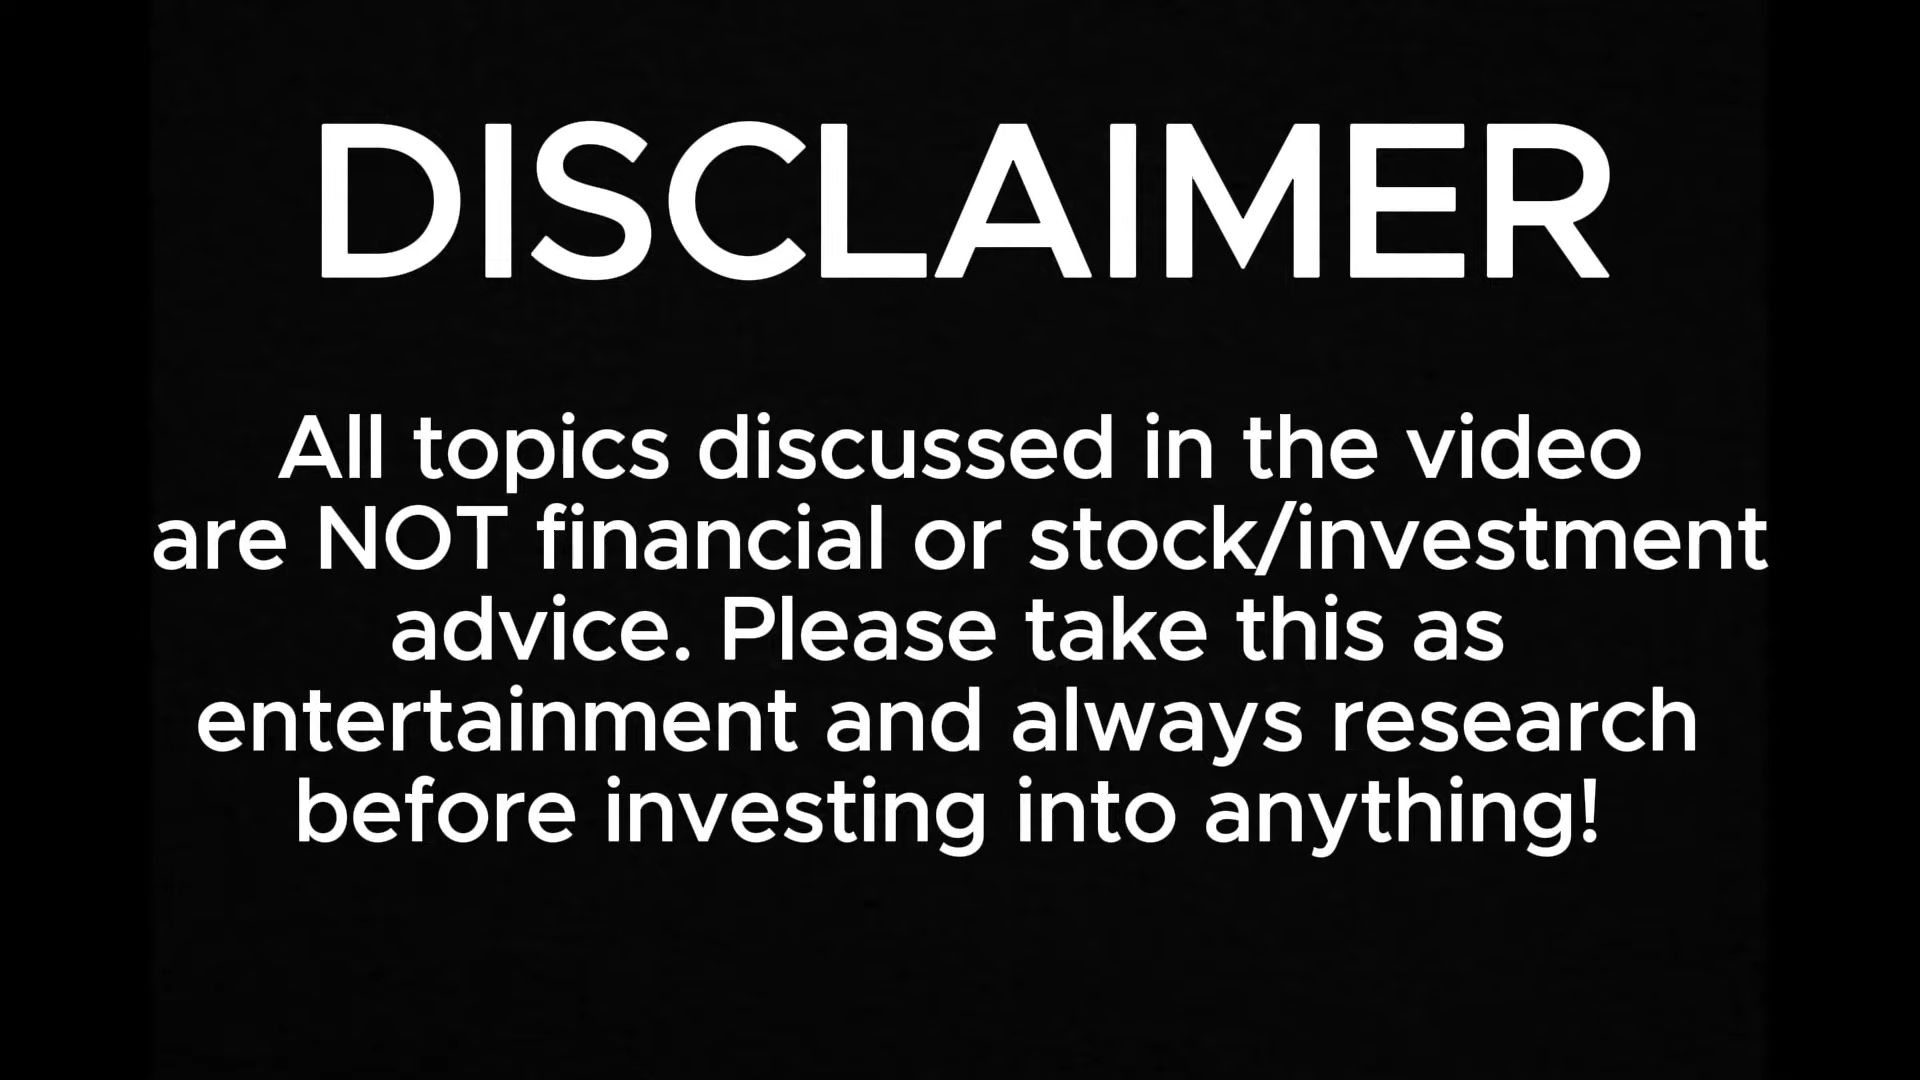 DISCLAIMER
All topics discussed in the video
are NOT financial or stock/investment
advice. Please take this as
entertainment and always research
before investing into anything!